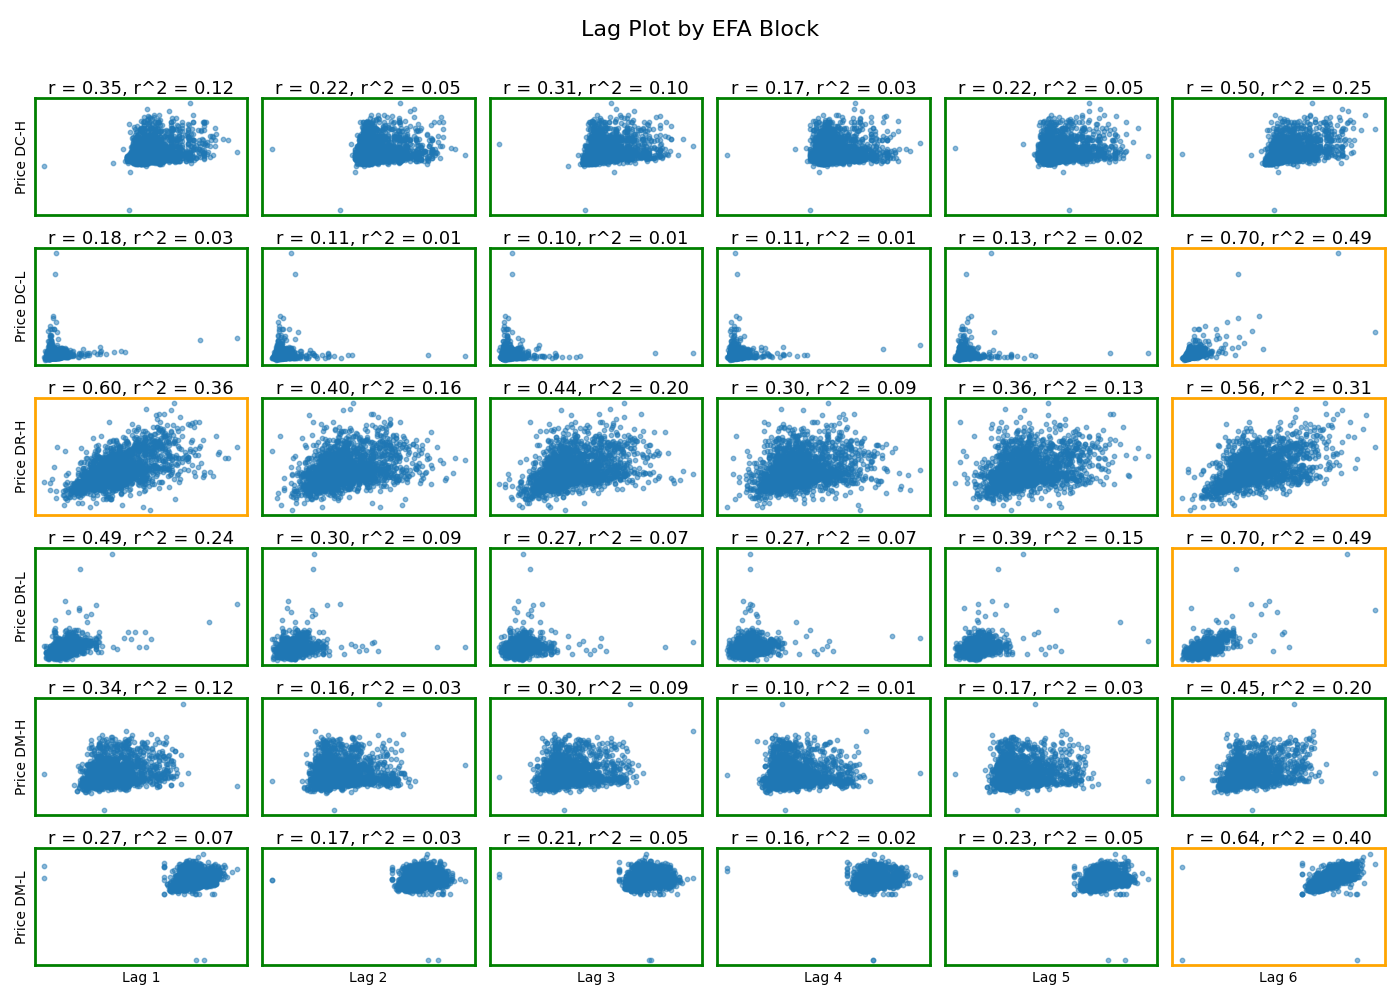 Lag Plot by EFA Block
r = 0.35, r^2 = 0.12
r = 0.22, r^2 = 0.05
r = 0.31, r^2 = 0.10
r = 0.17, r^2 = 0.03
r = 0.22, r^2 = 0.05
r = 0.50, r^2 = 0.25
Price DC-H
r = 0.18, r^2 = 0.03
r = 0.11, r^2 = 0.01
r = 0.10, r^2 = 0.01
r = 0.11, r^2 = 0.01
r = 0.13, r^2 = 0.02
r = 0.70, r^2 = 0.49
Price DC-L
r = 0.60, r^2 = 0.36
r = 0.40, r^2 = 0.16
r = 0.44, r^2 = 0.20
r = 0.30, r^2 = 0.09
r = 0.36, r^2 = 0.13
r = 0.56, r^2 = 0.31
Price DR-H
r = 0.49, r^2 = 0.24
r = 0.30, r^2 = 0.09
r = 0.27, r^2 = 0.07
r = 0.27, r^2 = 0.07
r = 0.39, r^2 = 0.15
r = 0.70, r^2 = 0.49
Price DR-L
r = 0.34, r^2 = 0.12
r = 0.16, r^2 = 0.03
r = 0.30, r^2 = 0.09
r = 0.10, r^2 = 0.01
r = 0.17, r^2 = 0.03
r = 0.45, r^2 = 0.20
Price DM-H
r = 0.27, r^2 = 0.07
r = 0.17, r^2 = 0.03
r = 0.21, r^2 = 0.05
r = 0.16, r^2 = 0.02
r = 0.23, r^2 = 0.05
r = 0.64, r^2 = 0.40
Price DM-L
Lag 1
Lag 2
Lag 3
Lag 4
Lag 5
Lag 6